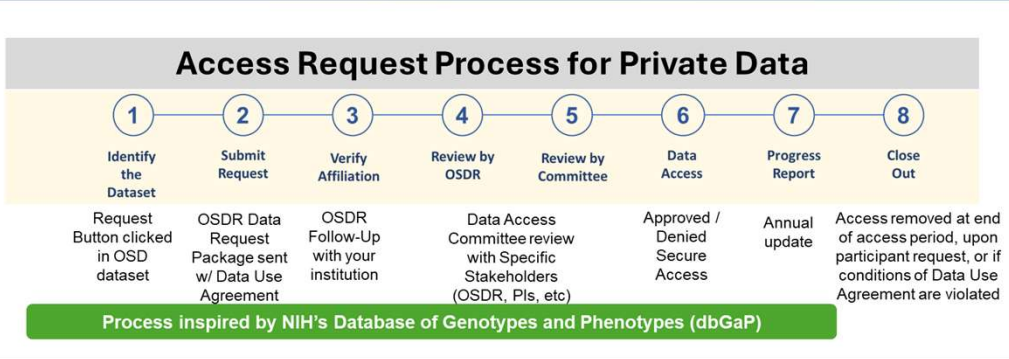 Access Request Process for Private Data
1
2
3
4
5
6
7
8
Identify
the
Dataset
Submit
Request
Verify
Affiliation
Review by
OSDR
Review by
Committee
Data
Access
Progress
Report
Close
Out
Request
Button clicked
in OSD
dataset
OSDR Data
Request
Package sent
w/ Data Use
Agreement
OSDR
Follow-Up
with your
institution
Data Access
Committee review
with Specific
Stakeholders
(OSDR, PIs, etc)
Approved /
Denied
Secure
Access
Annual
update
Access removed at end
of access period, upon
participant request, or if
conditions of Data Use
Agreement are violated
Process inspired by NIH's Database of Genotypes and Phenotypes (dbGaP)